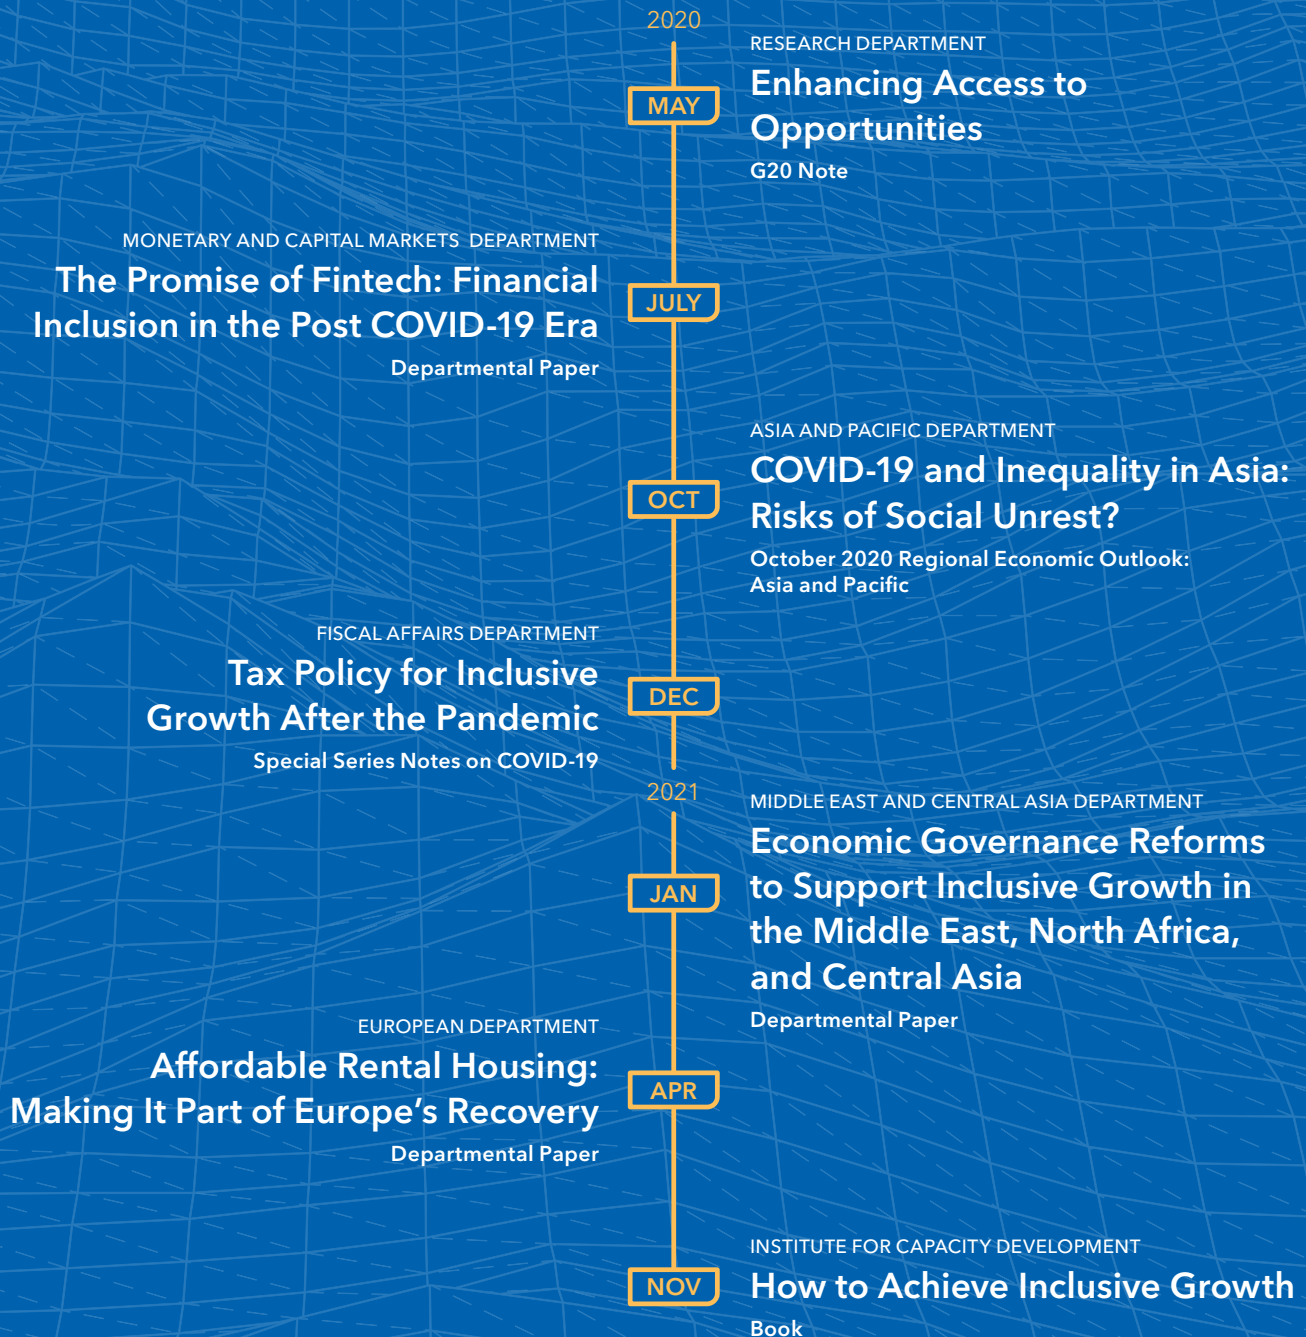 2020
MAY
RESEARCH DEPARTMENT
Enhancing Access to
Opportunities
G20 Note
MONETARY AND CAPITAL MARKETS DEPARTMENT
The Promise of Fintech: Financial
Inclusion in the Post COVID-19 Era
Departmental Paper
JULY
OCT
ASIA AND PACIFIC DEPARTMENT
COVID-19 and Inequality in Asia:
Risks of Social Unrest?
October 2020 Regional Economic Outlook:
Asia and Pacific
FISCAL AFFAIRS DEPARTMENT
Tax Policy for Inclusive
Growth After the Pandemic
Special Series Notes on COVID-19
DEC
2021
JAN
MIDDLE EAST AND CENTRAL ASIA DEPARTMENT
Economic Governance Reforms
to Support Inclusive Growth in
the Middle East, North Africa,
and Central Asia
Departmental Paper
EUROPEAN DEPARTMENT
Affordable Rental Housing:
Making It Part of Europe’s Recovery
Departmental Paper
APR
NOV
INSTITUTE FOR CAPACITY DEVELOPMENT
How to Achieve Inclusive Growth
Book